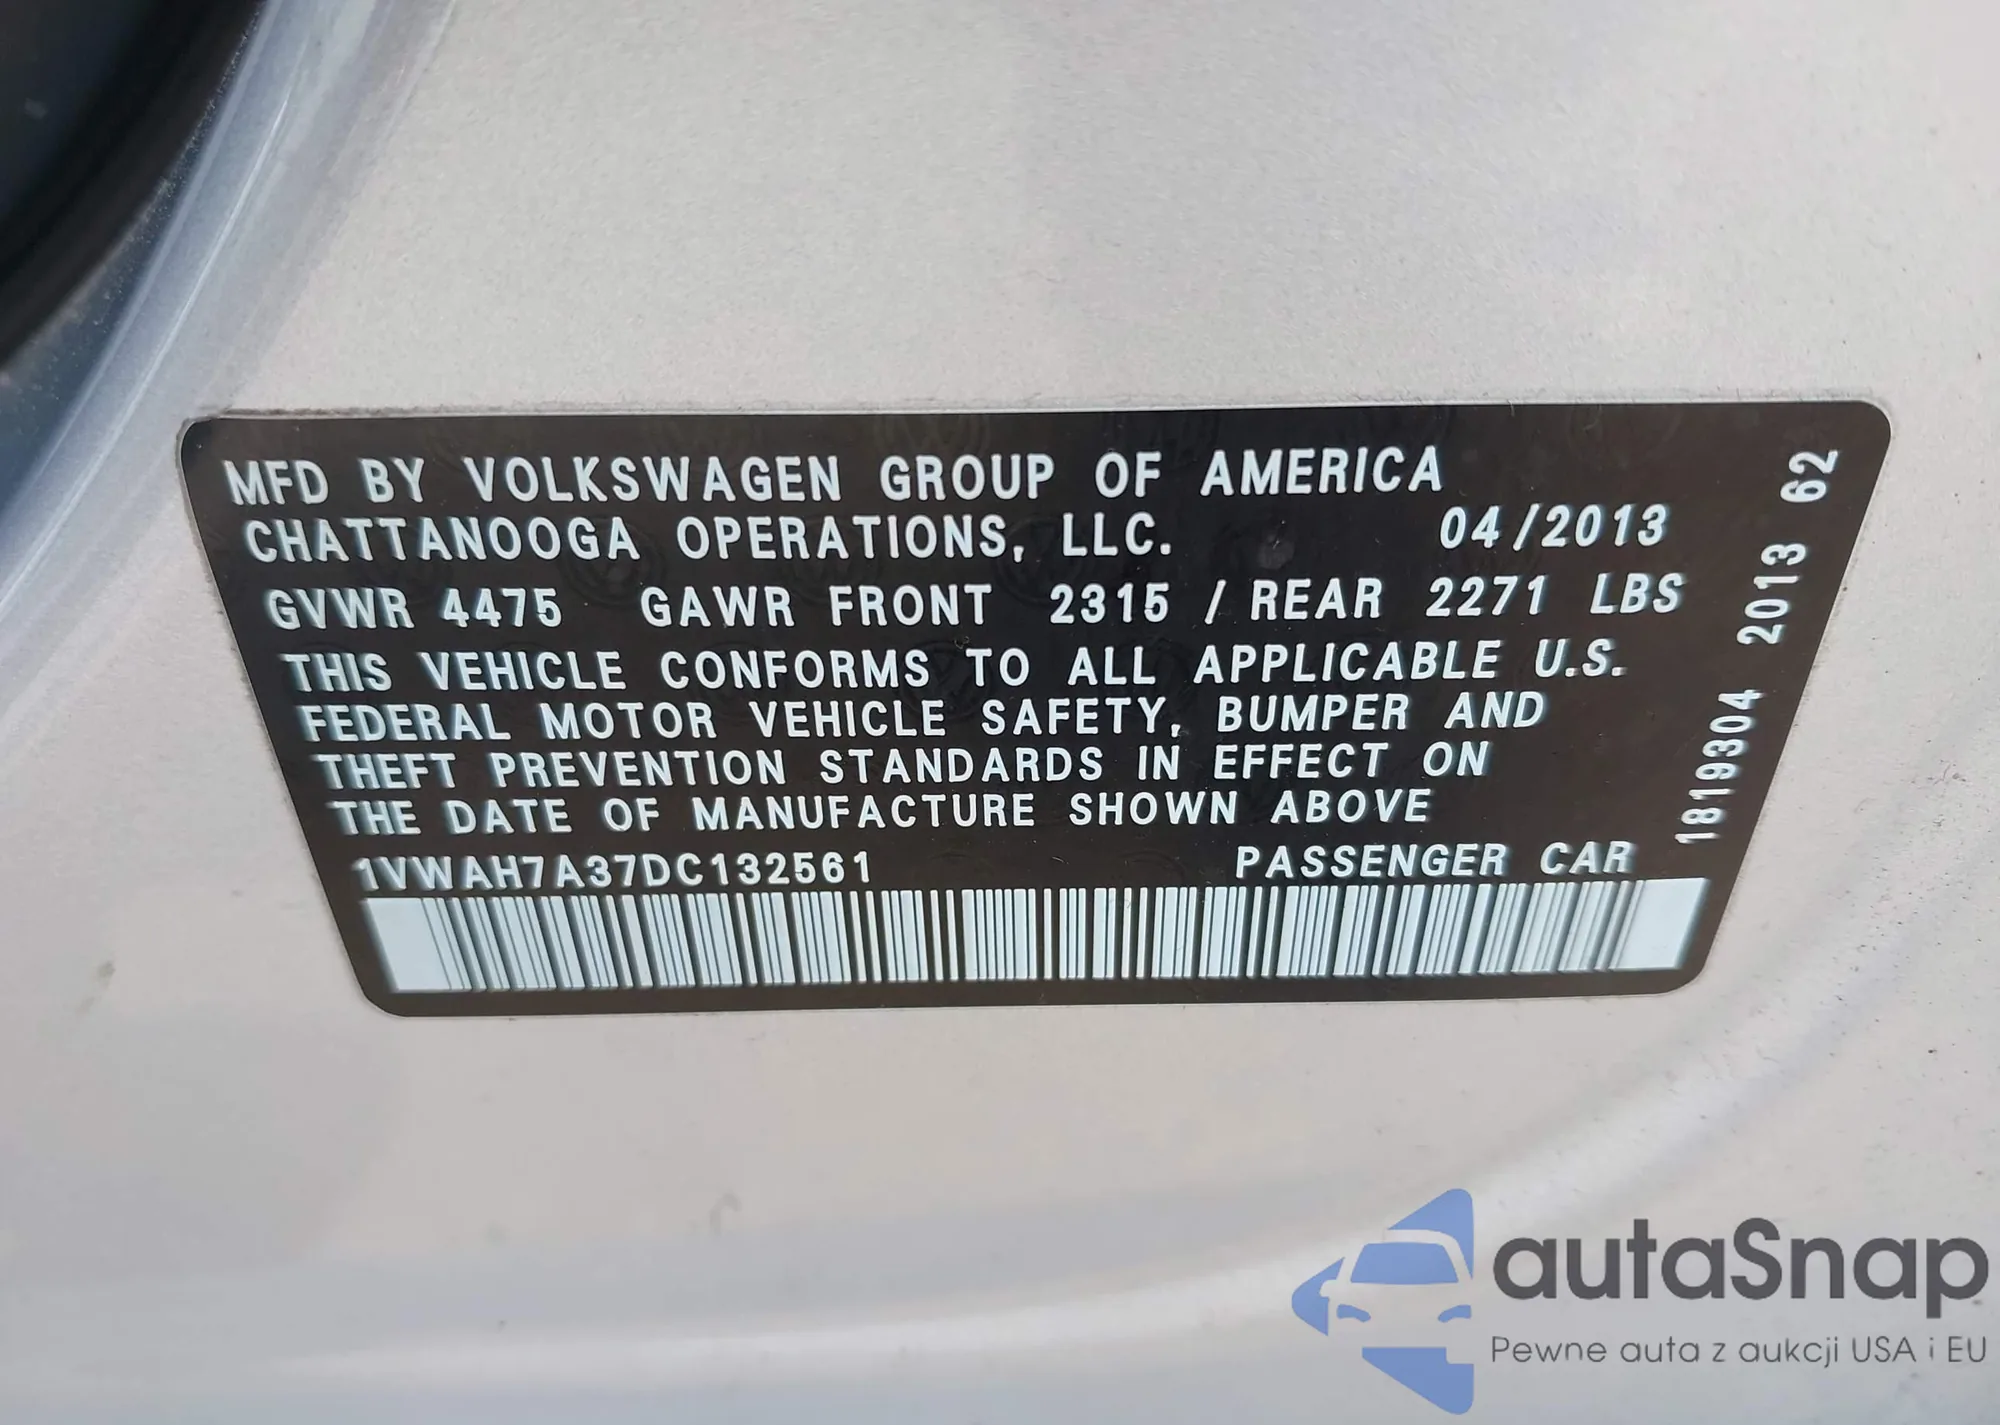 MFD BY VOLKSWAGEN GROUP OF AMERICA
CHATTANOOGA OPERATIONS, LLC. 04/2013
GVWR 4475 GAWR FRONT 2315 / REAR 2271 LBS
THIS VEHICLE CONFORMS TO ALL APPLICABLE U.S.
FEDERAL MOTOR VEHICLE SAFETY, BUMPER AND
THEFT PREVENTION STANDARDS IN EFFECT ON
THE DATE OF MANUFACTURE SHOWN ABOVE
1VWAH7A37DC132561 PASSENGER CAR
1819304 2013 62
autaSnap
Pewne auta z aukcji USA i EU